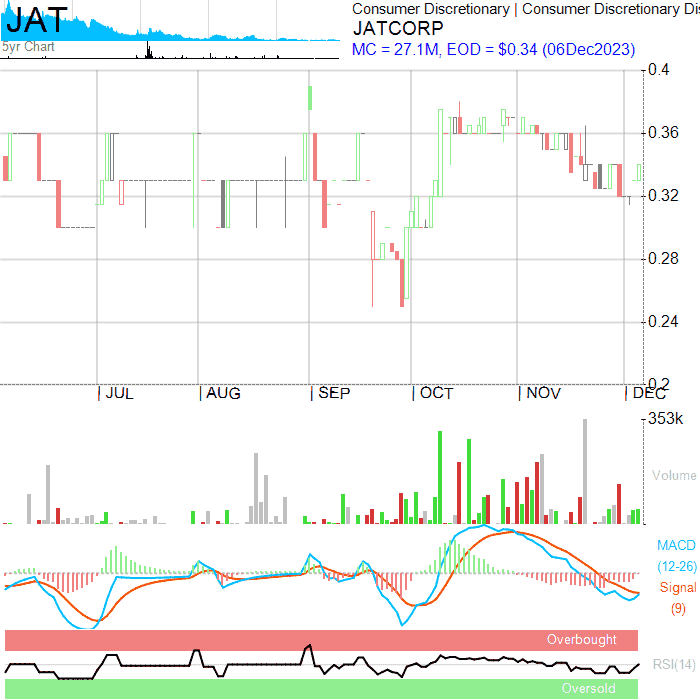 JAT
5yr Chart
Consumer Discretionary | Consumer Discretionary Dis
JATCORP
MC = 27.1M, EOD = $0.34 (06Dec2023)
0.4
0.36
0.32
0.28
0.24
0.2
| JUL | AUG | SEP | OCT | NOV | DEC
353k
Volume
MACD
(12-26)
Signal
(9)
Overbought
RSI(14)
Oversold